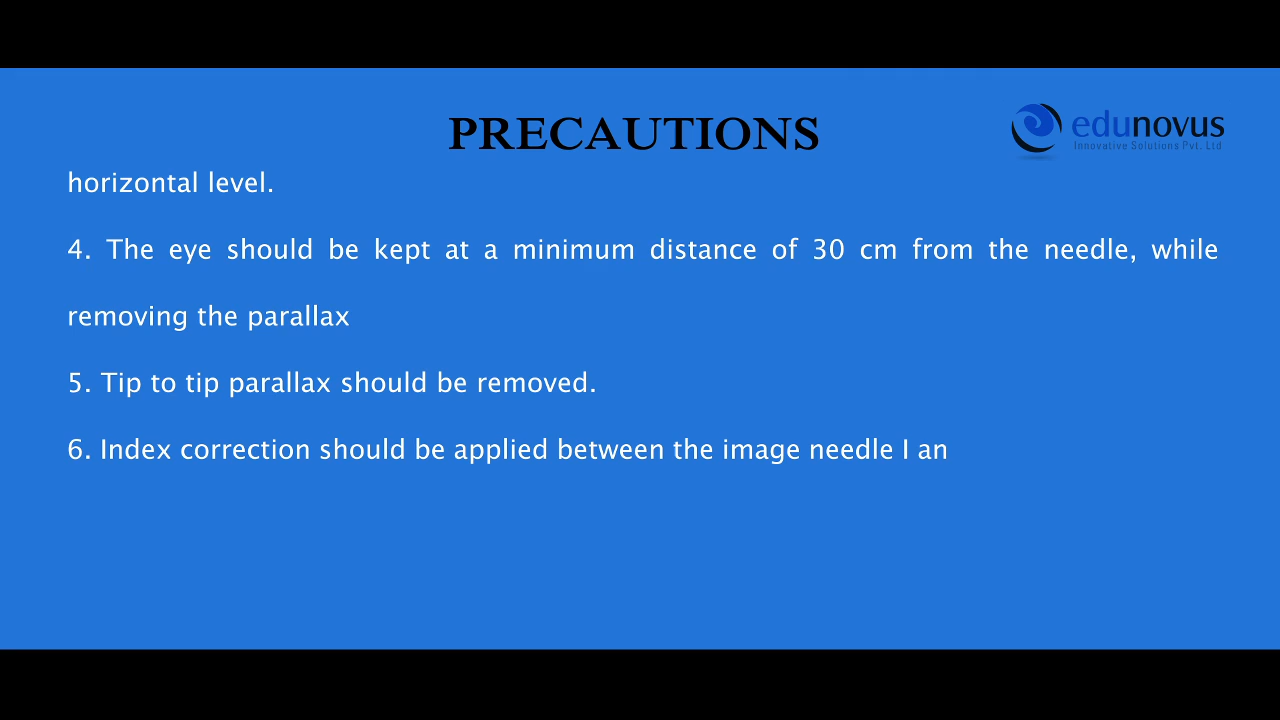 PRECAUTIONS
edunovus
Innovative Solutions Pvt. Ltd
horizontal level.
4. The eye should be kept at a minimum distance of 30 cm from the needle, while
removing the parallax
5. Tip to tip parallax should be removed.
6. Index correction should be applied between the image needle I an